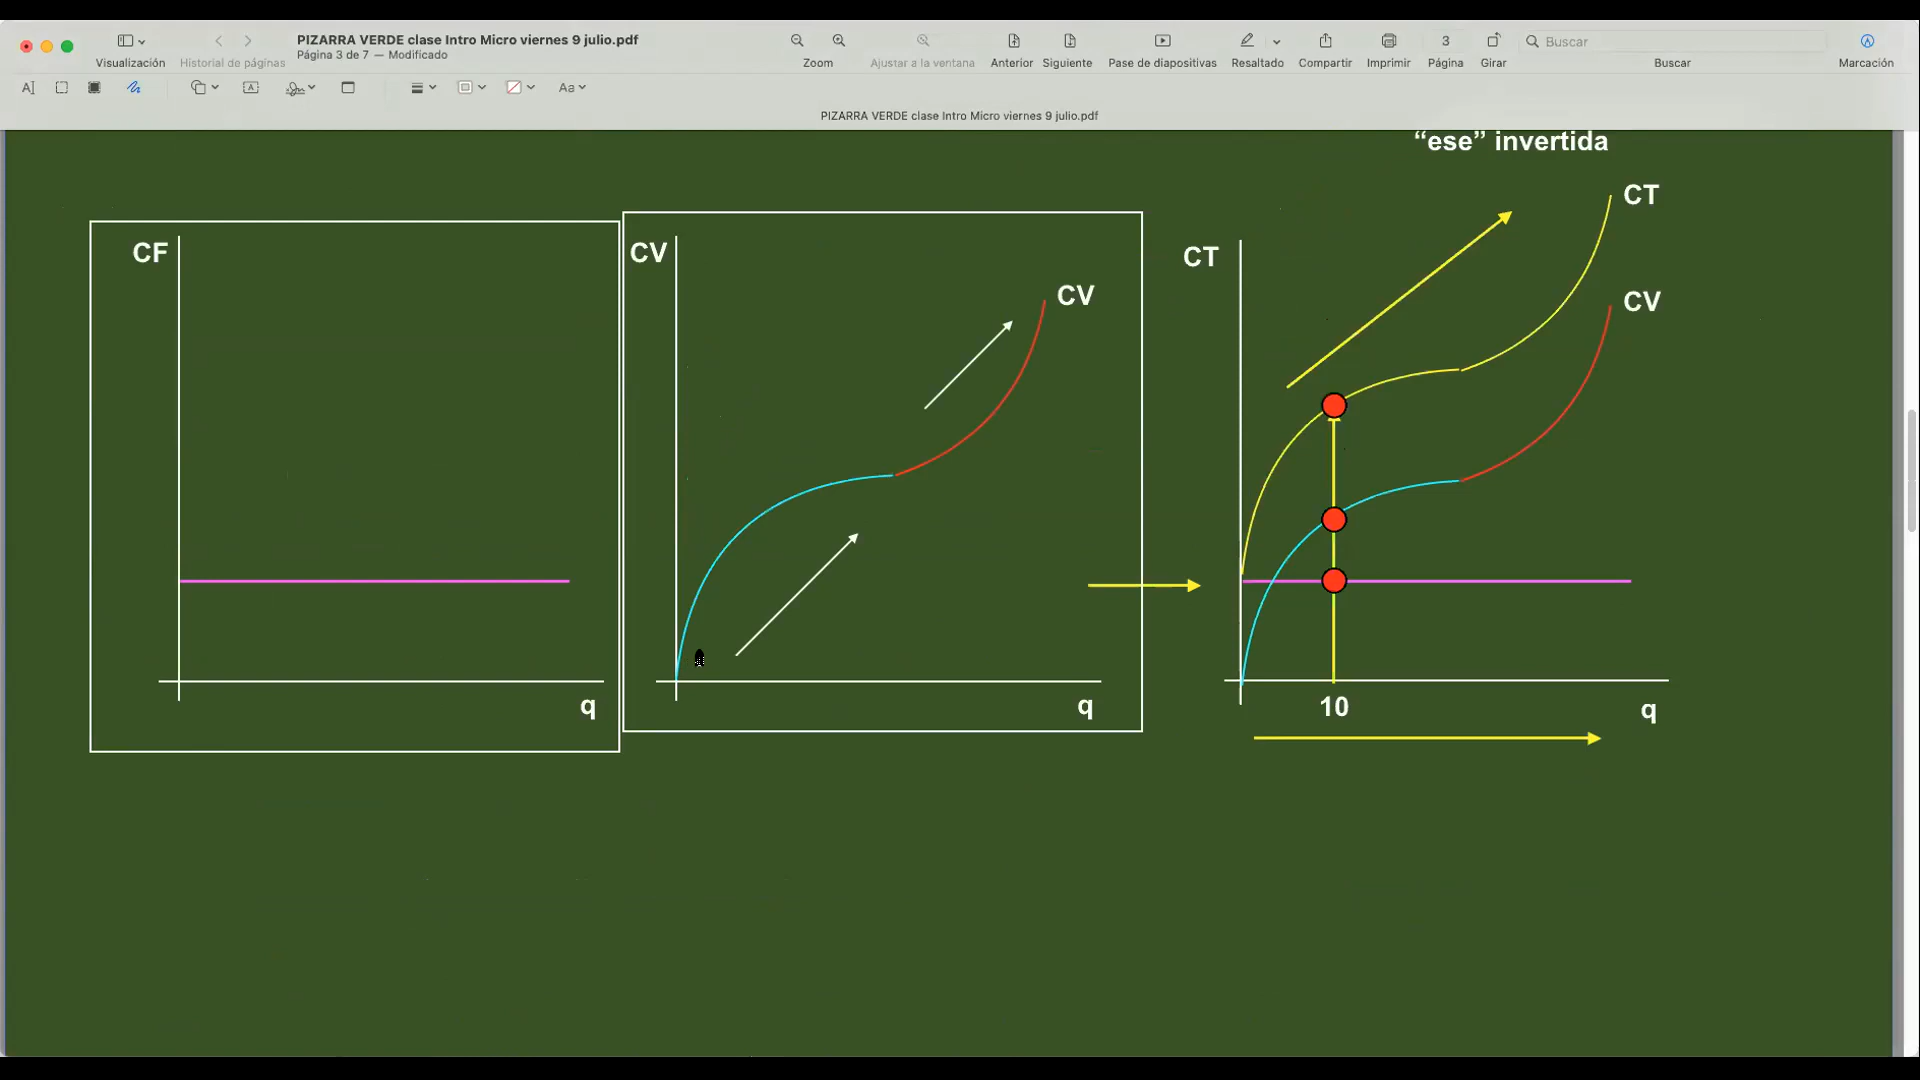 PIZARRA VERDE clase Intro Micro viernes 9 julio.pdf
Página 3 de 7 — Modificado
Visualización
Historial de páginas
Zoom
Ajustar a la ventana
Anterior
Siguiente
Pase de diapositivas
Resaltado
Compartir
Imprimir
3
Página
Girar
Buscar
Buscar
Marcación
A
Aa
PIZARRA VERDE clase Intro Micro viernes 9 julio.pdf
“ese” invertida
CF
q
CV
CV
q
CT
CT
CV
10
q